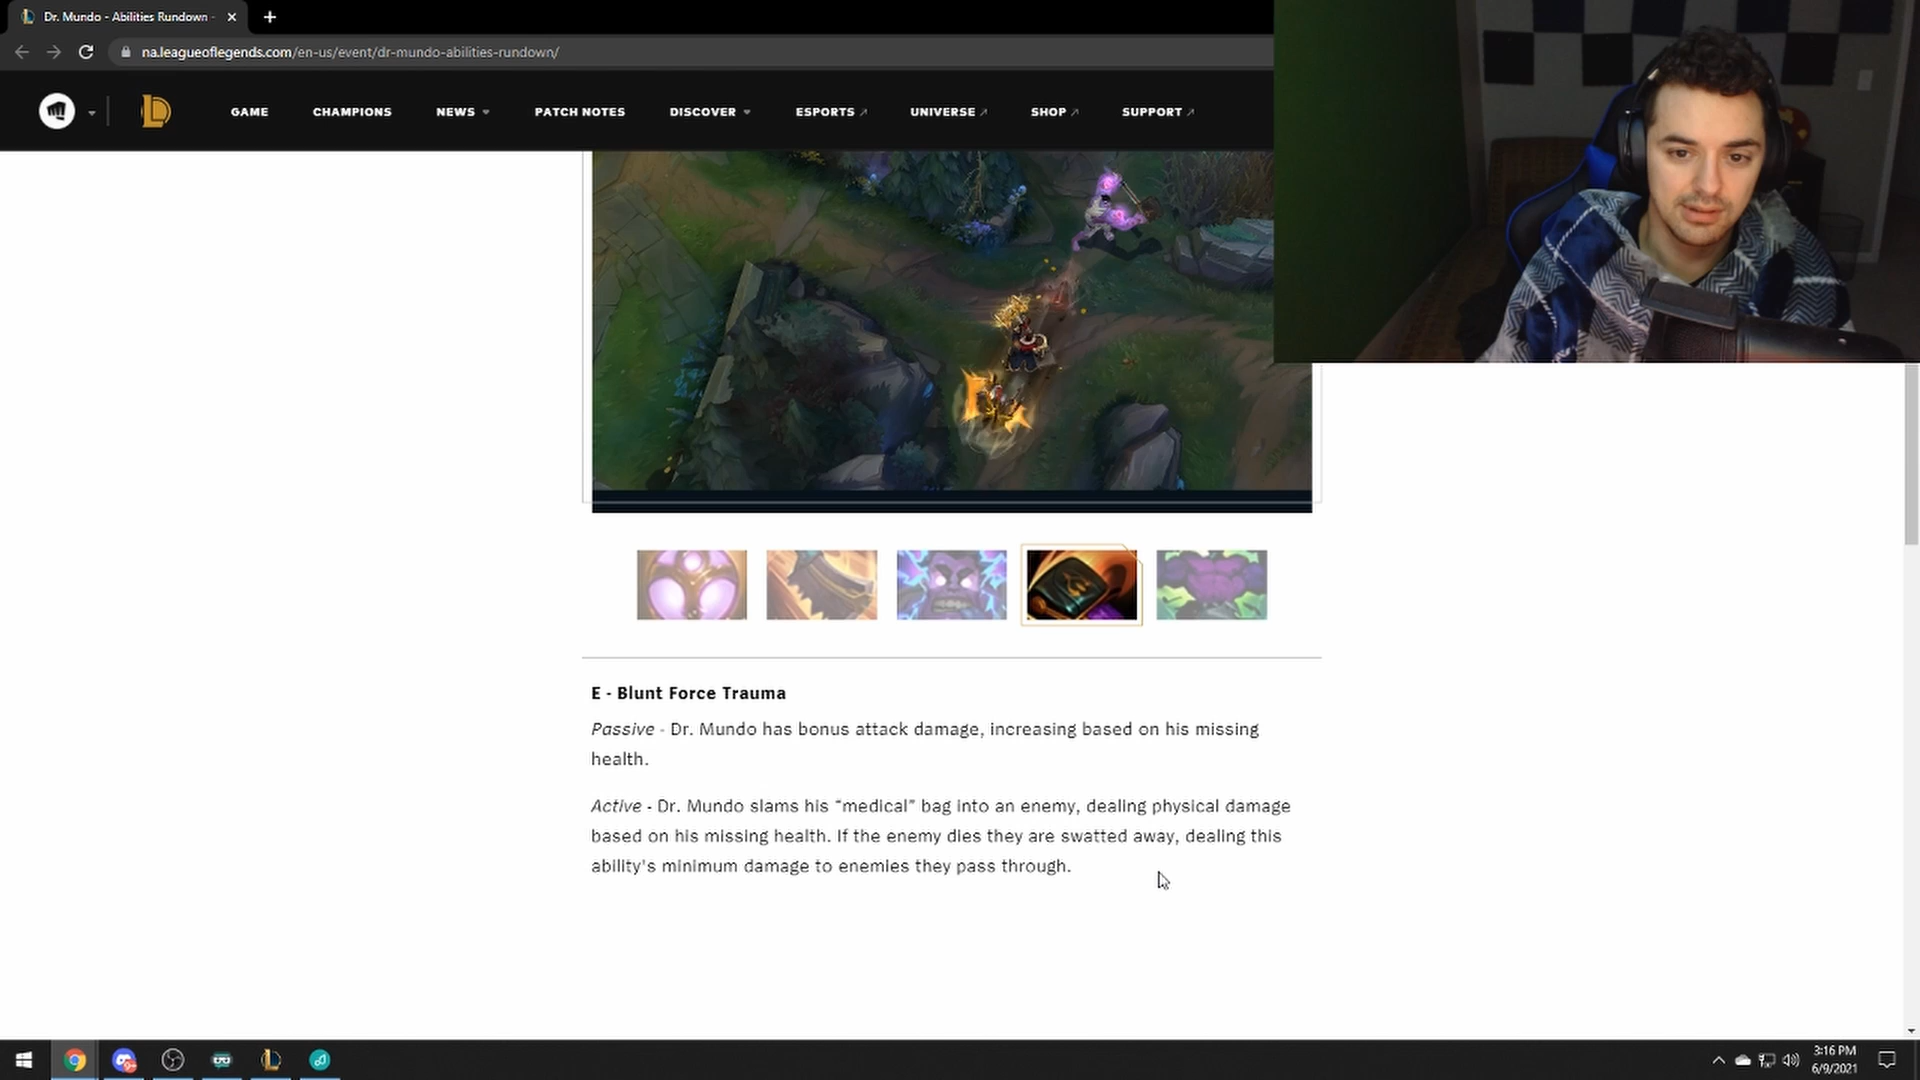 Dr. Mundo - Abilities Rundown -
na.leagueoflegends.com/en-us/event/dr-mundo-abilities-rundown/
GAME CHAMPIONS NEWS PATCH NOTES DISCOVER ESPORTS UNIVERSE SHOP SUPPORT
E - Blunt Force Trauma
Passive - Dr. Mundo has bonus attack damage, increasing based on his missing
health.
Active - Dr. Mundo slams his “medical” bag into an enemy, dealing physical damage
based on his missing health. If the enemy dies they are swatted away, dealing this
ability's minimum damage to enemies they pass through.
3:16 PM
6/9/2021